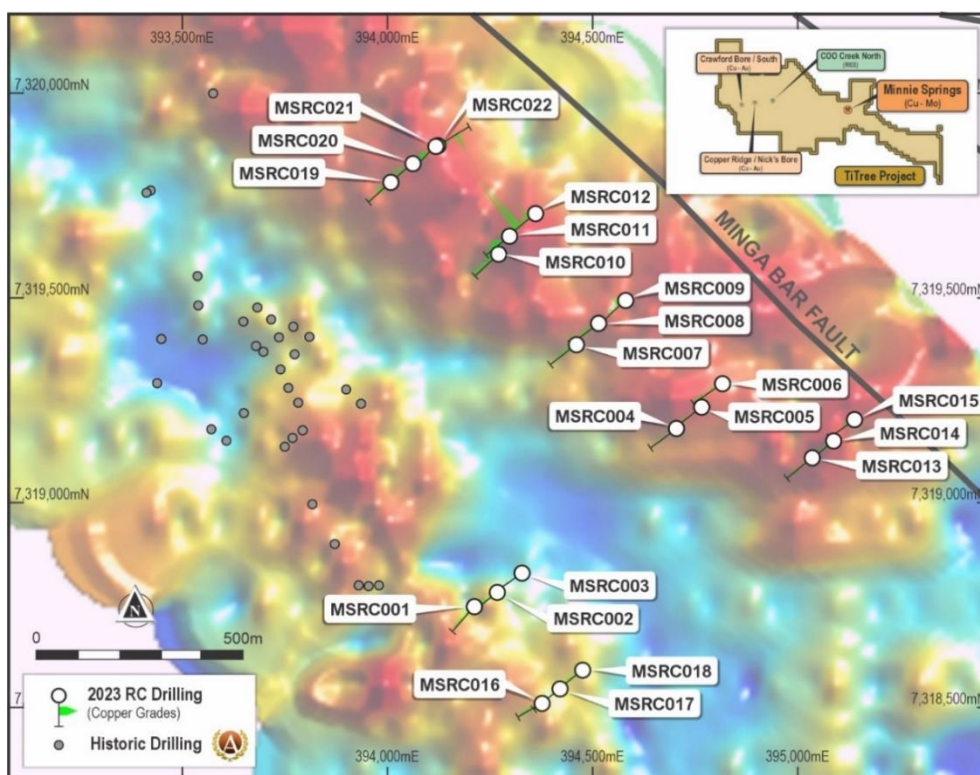 393,500mE
394,000mE
394,500mE
Crawford Bore / South
(Cu - Au)
COO Creek North
(REE)
Minnie Springs
(Cu - Mo)
Copper Ridge / Nick's Bore
(Cu - Au)
TiTree Project
7,320,000mN
MSRC021
MSRC022
MSRC020
MSRC019
MSRC012
MSRC011
MSRC010
MINGA BAR FAULT
7,319,500mN
7,319,500mN
MSRC009
MSRC008
MSRC007
MSRC006
MSRC004
MSRC005
MSRC015
MSRC014
MSRC013
7,319,000mN
7,319,000mN
MSRC003
MSRC001
MSRC002
N
0
500m
MSRC018
MSRC016
MSRC017
2023 RC Drilling
(Copper Grades)
Historic Drilling
A
7,318,500mN
394,000mE
394,500mE
395,000mE